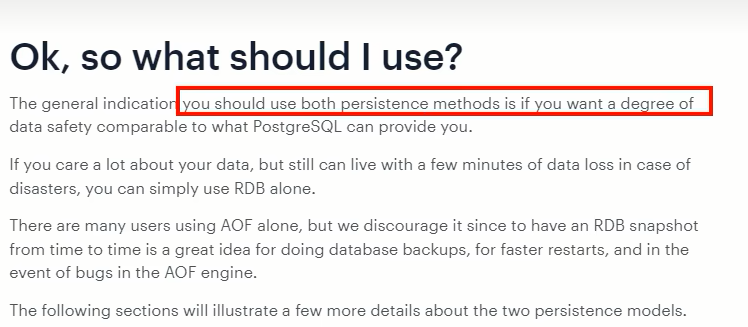 Ok, so what should I use?
The general indication you should use both persistence methods is if you want a degree of
data safety comparable to what PostgreSQL can provide you.
If you care a lot about your data, but still can live with a few minutes of data loss in case of
disasters, you can simply use RDB alone.
There are many users using AOF alone, but we discourage it since to have an RDB snapshot
from time to time is a great idea for doing database backups, for faster restarts, and in the
event of bugs in the AOF engine.
The following sections will illustrate a few more details about the two persistence models.